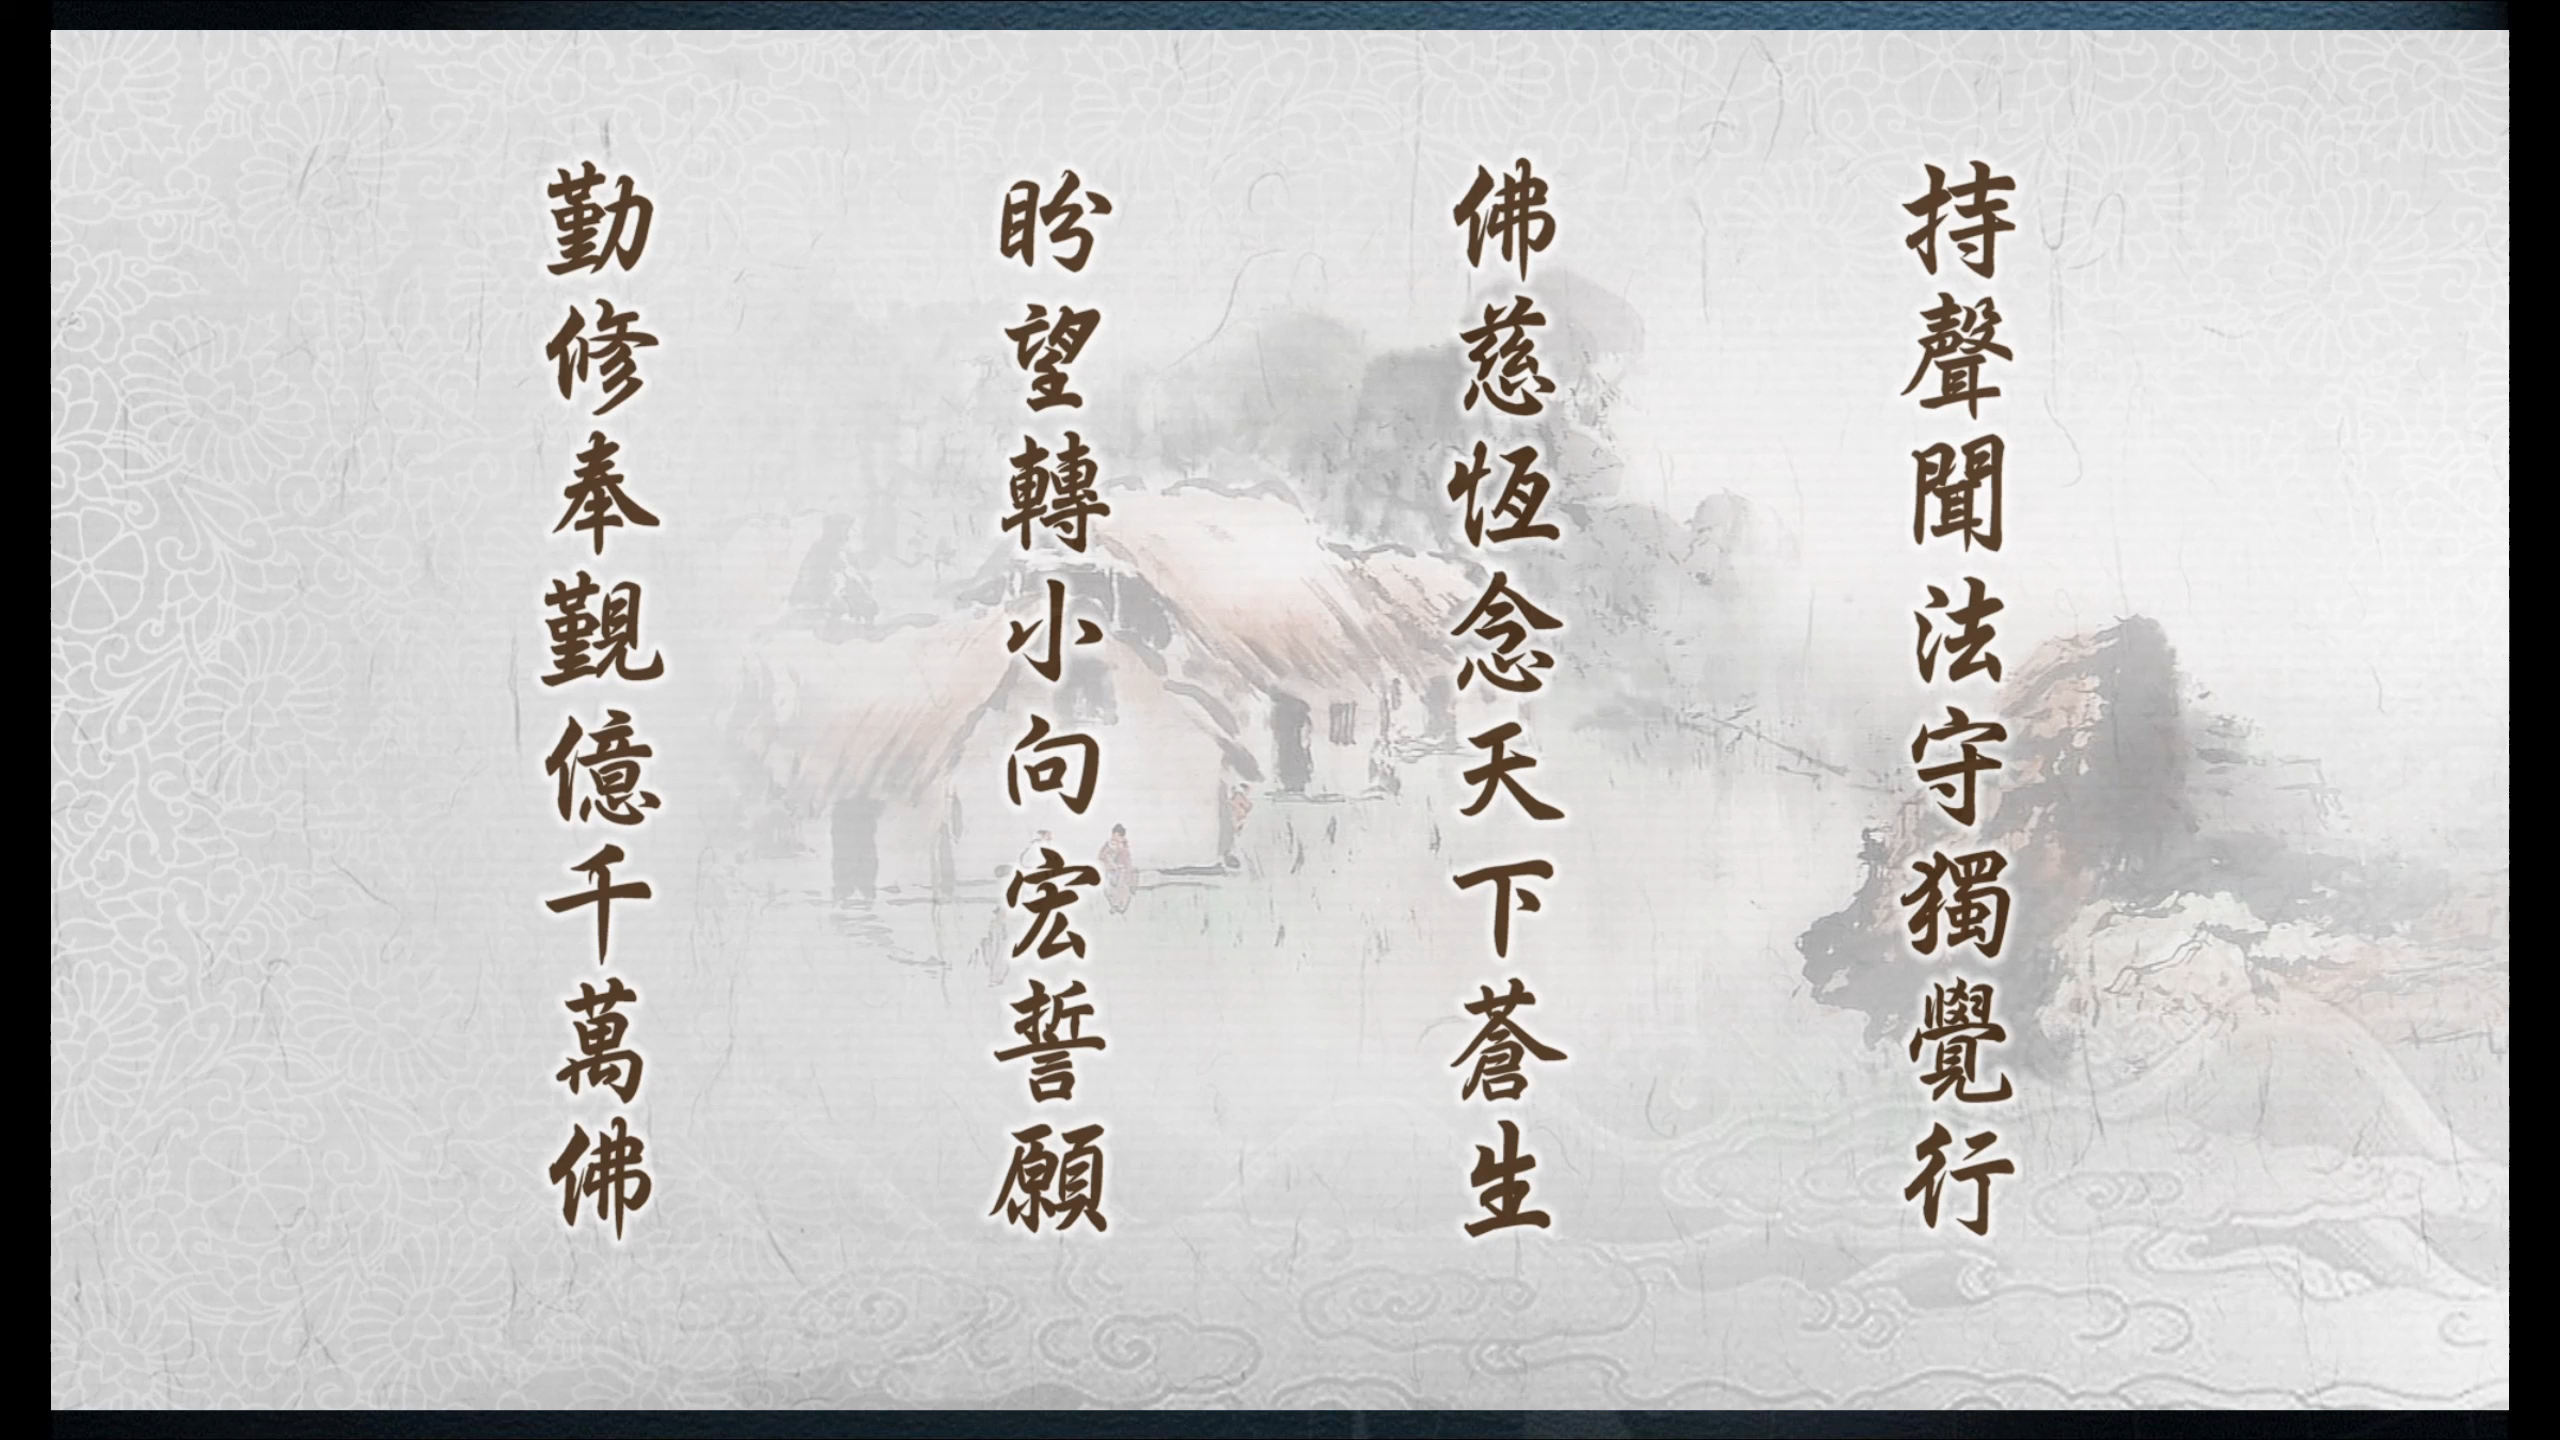 持聲聞法守獨覺行
佛慈恆念天下蒼生
盼望轉小向宏誓願
勤修奉覲億千萬佛